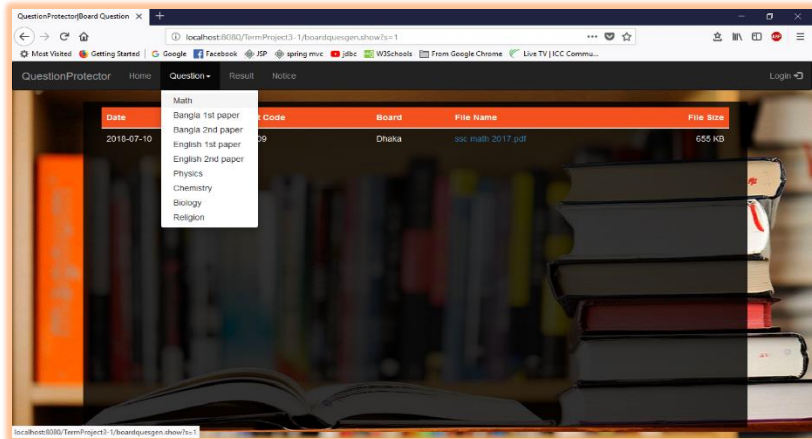 QuestionProtector|Board Question
localhost:8080/TermProject3-1/boardquesgen.show?s=1
Most Visited Getting Started Google Facebook JSP spring mvc jdbc W3Schools From Google Chrome Live TV | ICC Commu...
QuestionProtector Home Question Result Notice Login
Math
Bangla 1st paper
Bangla 2nd paper
English 1st paper
English 2nd paper
Physics
Chemistry
Biology
Religion
Date Code Board File Name File Size
2018-07-10 09 Dhaka ssc math 2017.pdf 655 KB
localhost:8080/TermProject3-1/boardquesgen.show?s=1